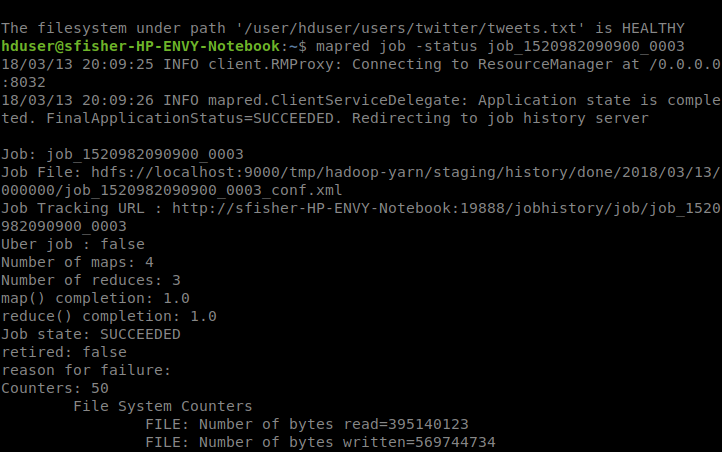 The filesystem under path '/user/hduser/users/twitter/tweets.txt' is HEALTHY
hduser@sfisher-HP-ENVY-Notebook:~$ mapred job -status job_1520982090900_0003
18/03/13 20:09:25 INFO client.RMProxy: Connecting to ResourceManager at /0.0.0.0
:8032
18/03/13 20:09:26 INFO mapred.ClientServiceDelegate: Application state is comple
ted. FinalApplicationStatus=SUCCEEDED. Redirecting to job history server

Job: job_1520982090900_0003
Job File: hdfs://localhost:9000/tmp/hadoop-yarn/staging/history/done/2018/03/13/
000000/job_1520982090900_0003_conf.xml
Job Tracking URL : http://sfisher-HP-ENVY-Notebook:19888/jobhistory/job/job_1520
982090900_0003
Uber job : false
Number of maps: 4
Number of reduces: 3
map() completion: 1.0
reduce() completion: 1.0
Job state: SUCCEEDED
retired: false
reason for failure:
Counters: 50
        File System Counters
                FILE: Number of bytes read=395140123
                FILE: Number of bytes written=569744734